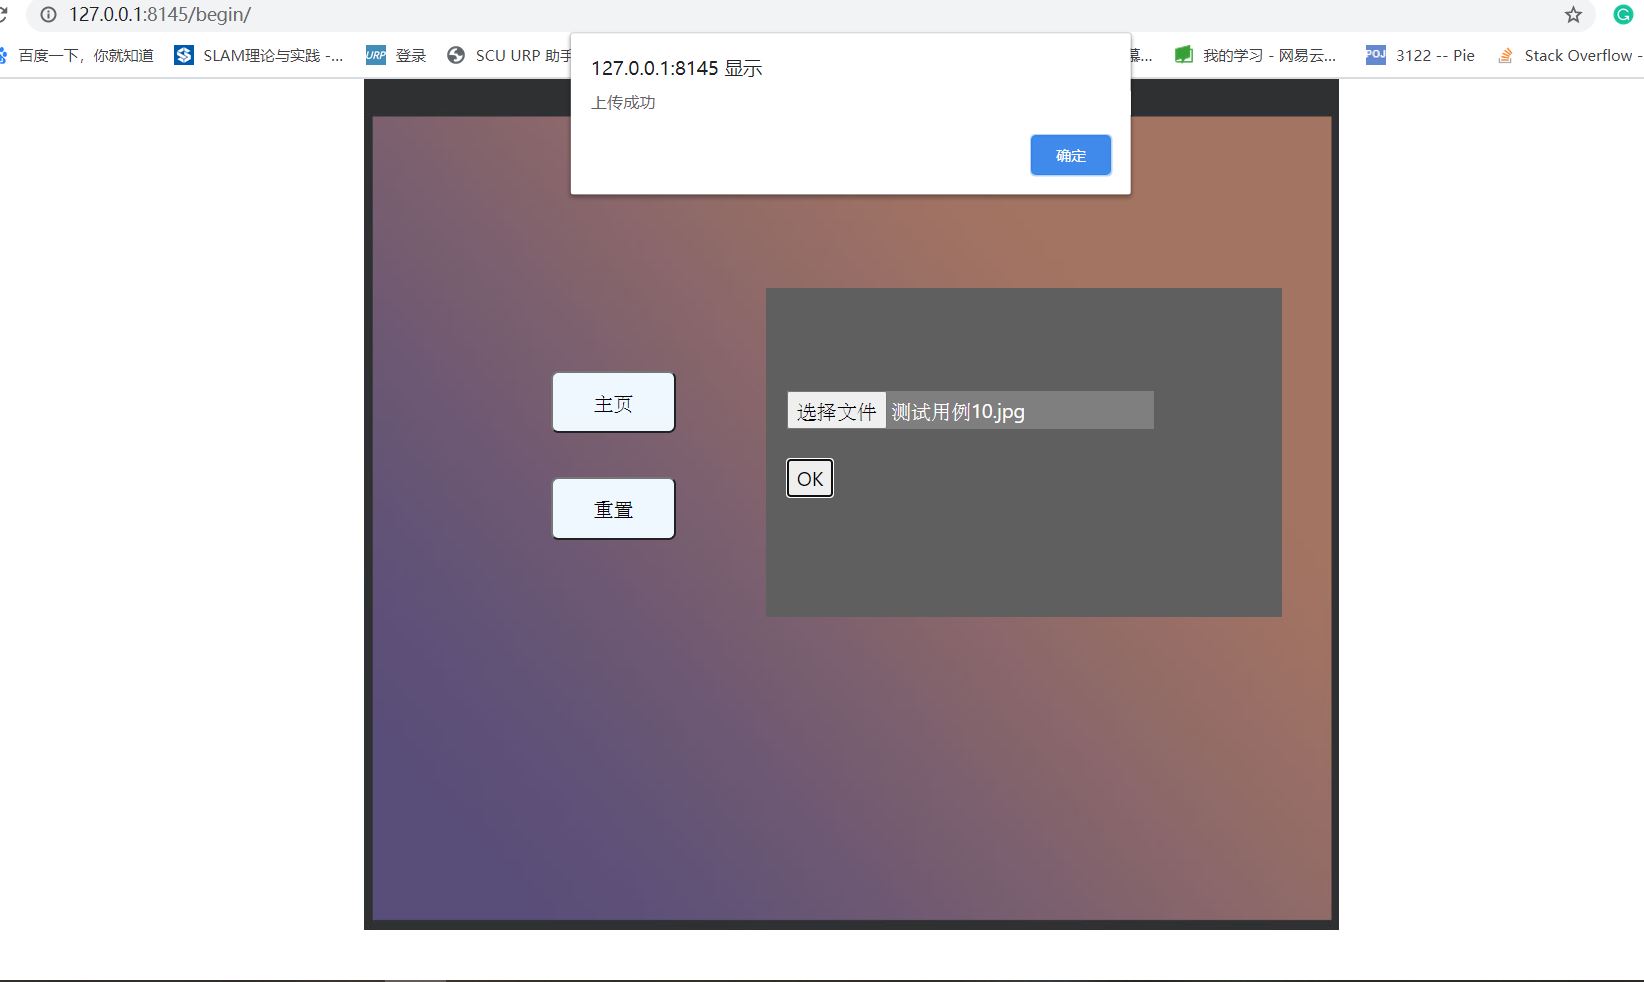 127.0.0.1:8145/begin/
百度一下，你就知道
SLAM理论与实践 -...
URP 登录
SCU URP 助手
慕...
我的学习 - 网易云...
POJ 3122 -- Pie
Stack Overflow -
127.0.0.1:8145 显示
上传成功
确定
主页
选择文件 测试用例10.jpg
OK
重置